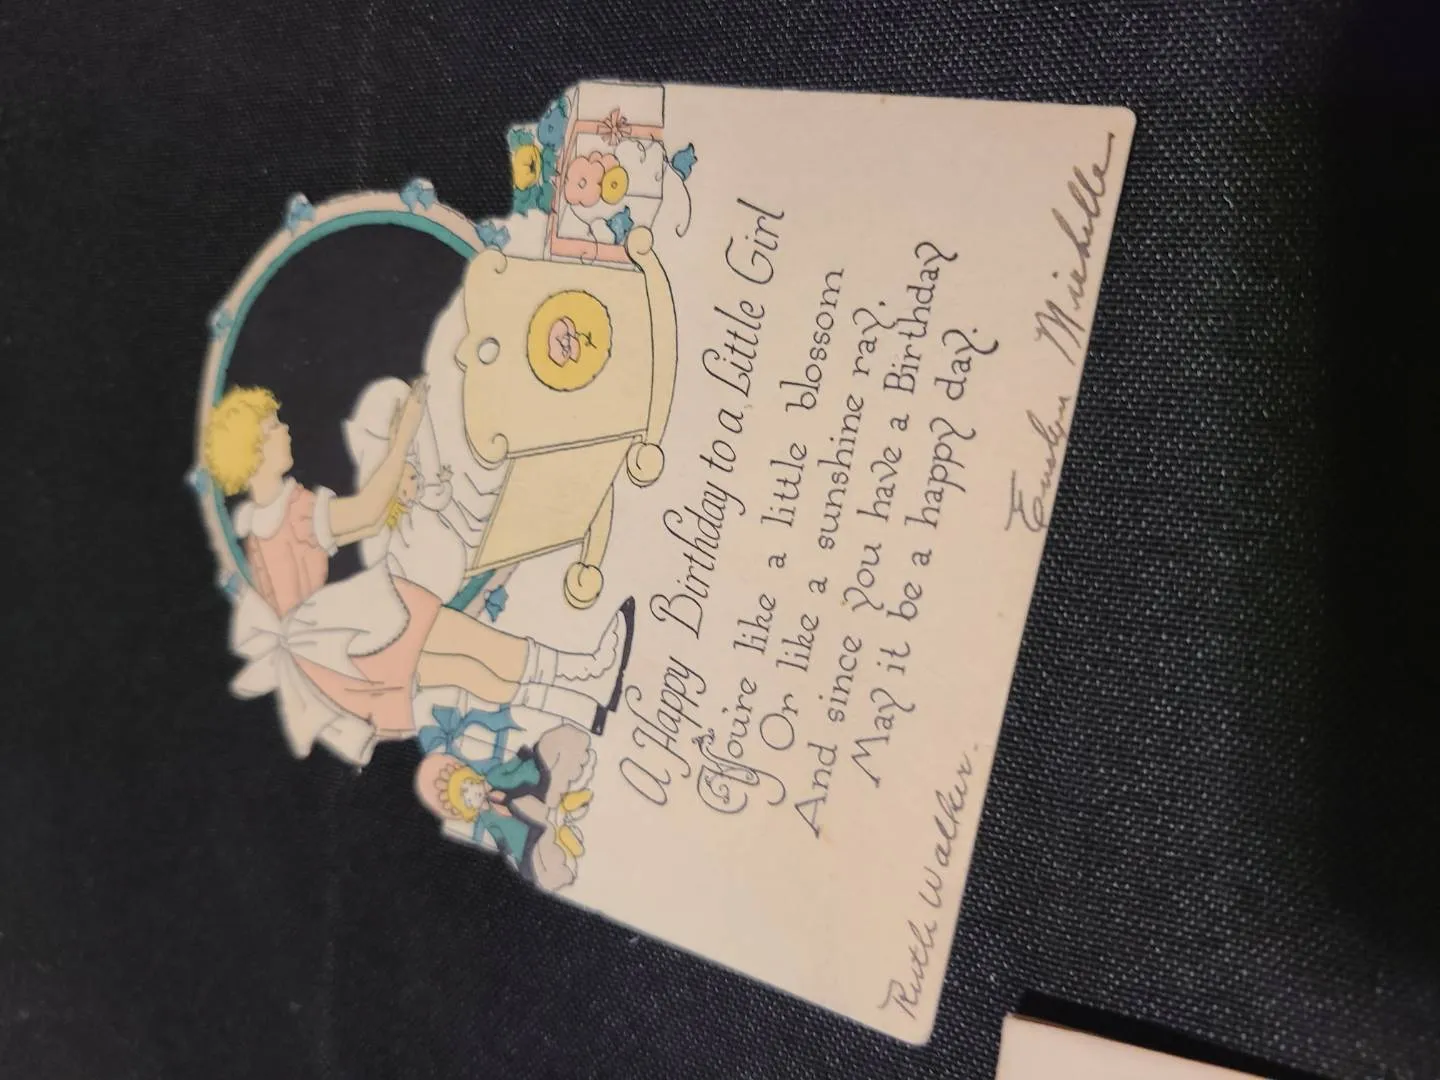 A Happy Birthday to a Little Girl
You're like a little blossom
Or like a sunshine ray,
And since you have a Birthday
May it be a happy day.
Ruth Walker.
Michelle